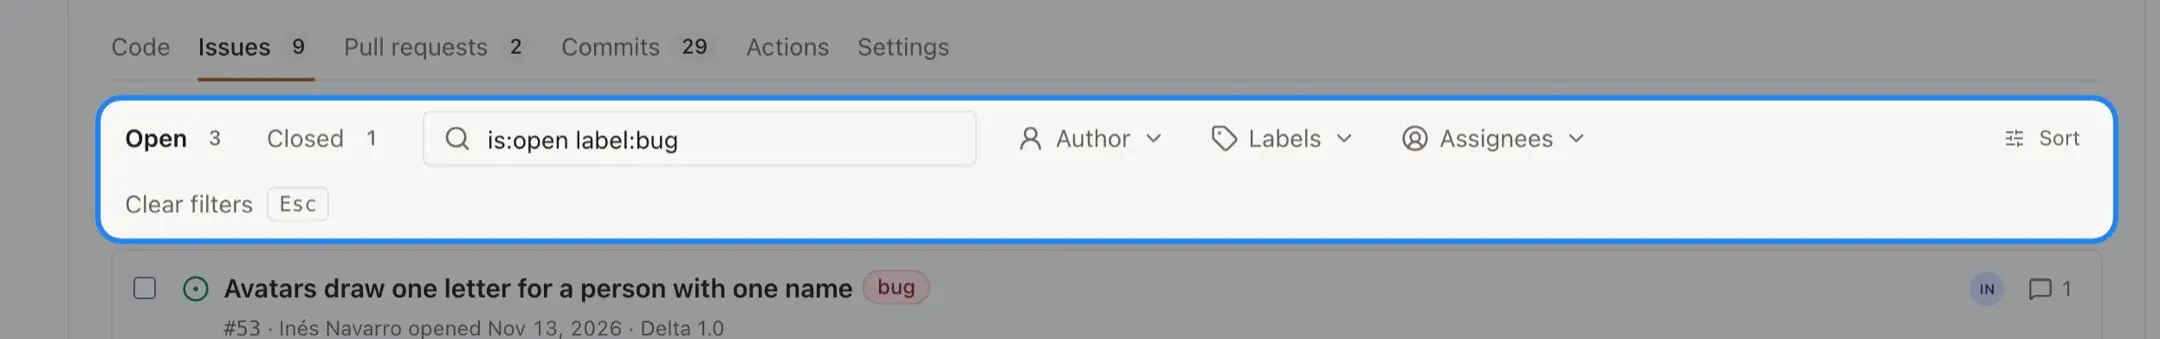 Code Issues 9 Pull requests 2 Commits 29 Actions Settings
Open 3 Closed 1 is:open label:bug Author Labels Assignees Sort
Clear filters Esc
Avatars draw one letter for a person with one name bug IN 1
#53 · Inés Navarro opened Nov 13, 2026 · Delta 1.0